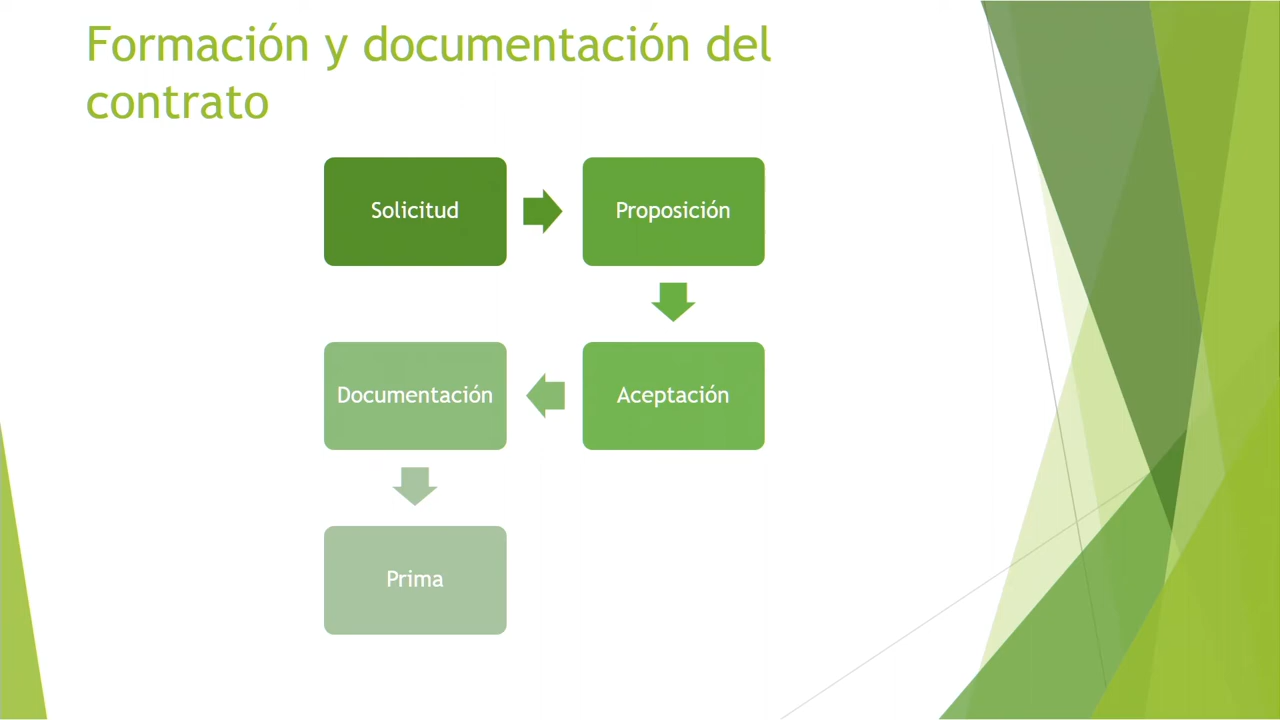 Formación y documentación del
contrato
Solicitud
Proposición
Aceptación
Documentación
Prima